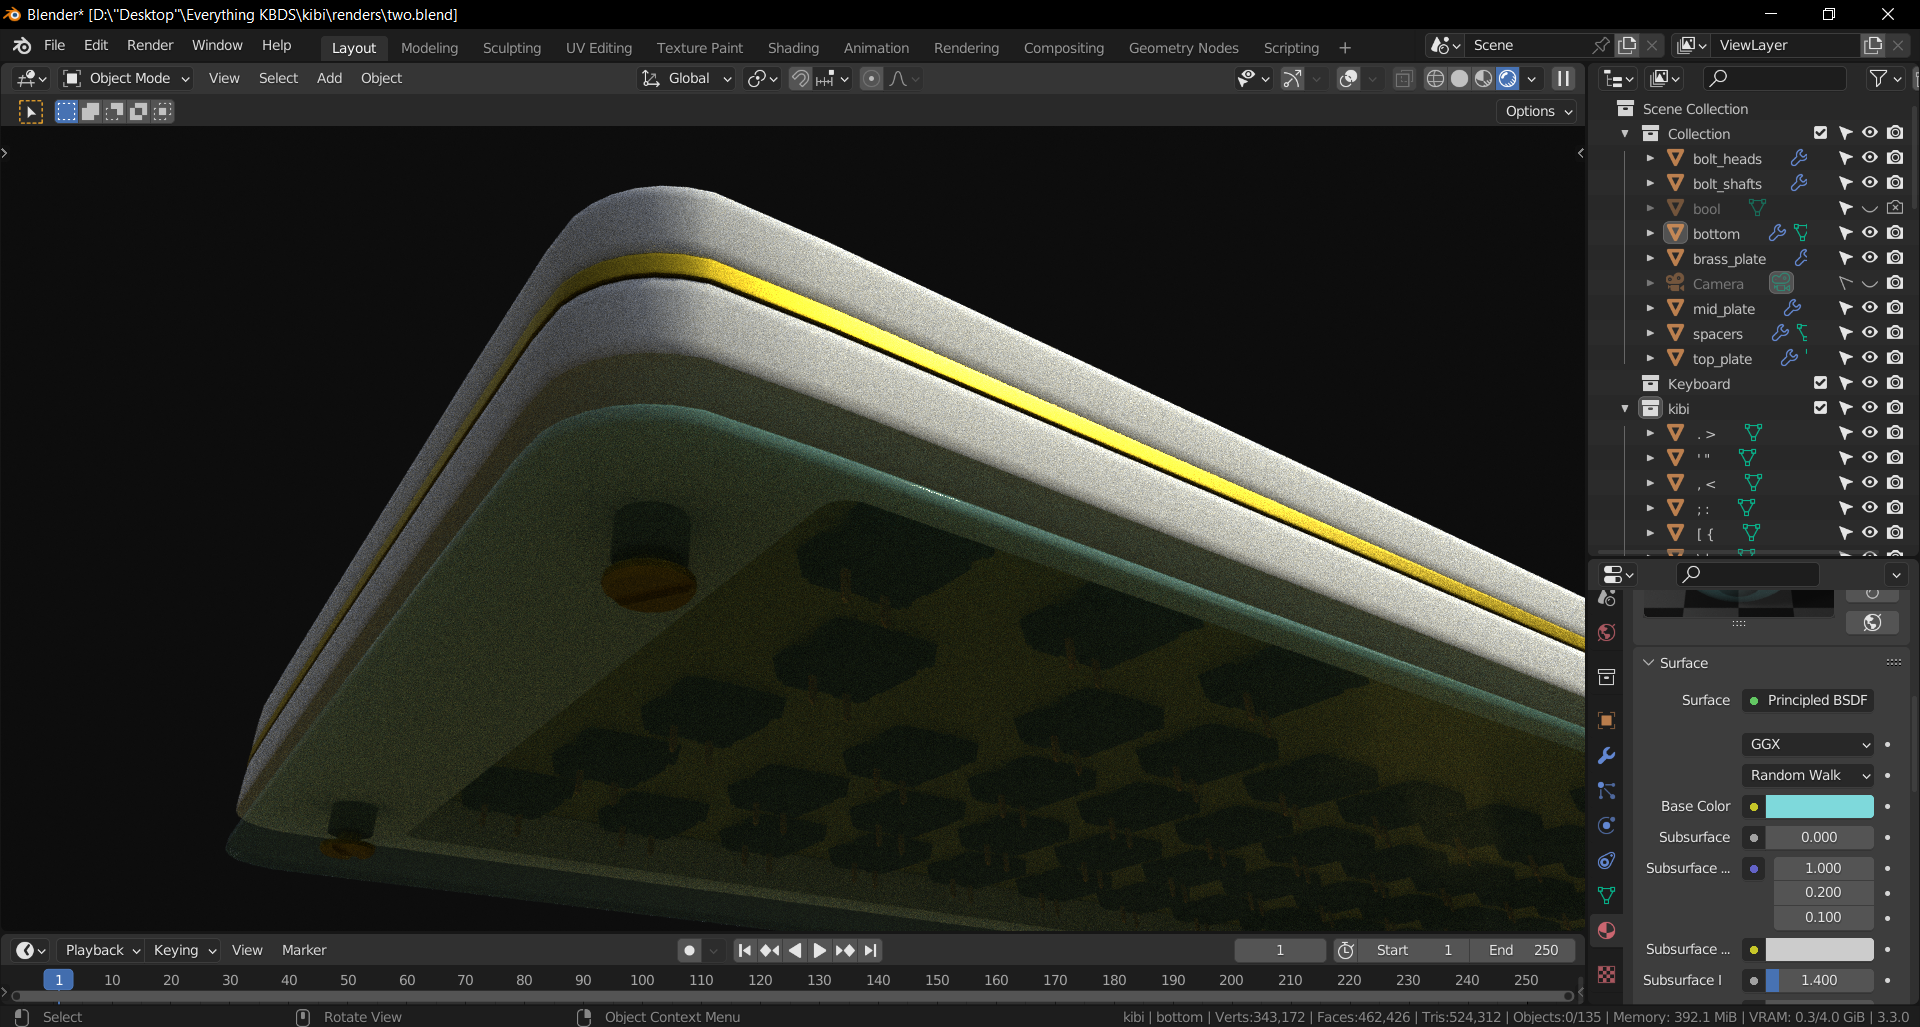 Blender* [D:\"Desktop"\Everything KBDS\kibi\renders\two.blend]
File Edit Render Window Help
Layout Modeling Sculpting UV Editing Texture Paint Shading Animation Rendering Compositing Geometry Nodes Scripting +
Scene
ViewLayer
Object Mode View Select Add Object
Global
Options
Scene Collection
Collection
bolt_heads
bolt_shafts
bool
bottom
brass_plate
Camera
mid_plate
spacers
top_plate
Keyboard
kibi
. >
' "
, <
; :
[ {
Surface
Surface Principled BSDF
GGX
Random Walk
Base Color
Subsurface 0.000
Subsurface ... 1.000
0.200
0.100
Subsurface ...
Subsurface I 1.400
Playback Keying View Marker
1
Start 1
End 250
1 10 20 30 40 50 60 70 80 90 100 110 120 130 140 150 160 170 180 190 200 210 220 230 240 250
Select
Rotate View
Object Context Menu
kibi | bottom | Verts:343,172 | Faces:462,426 | Tris:524,312 | Objects:0/135 | Memory: 392.1 MiB | VRAM: 0.3/4.0 GiB | 3.3.0